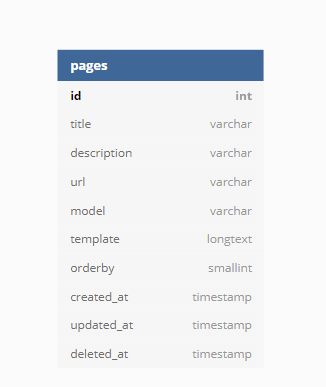 pages
id int
title varchar
description varchar
url varchar
model varchar
template longtext
orderby smallint
created_at timestamp
updated_at timestamp
deleted_at timestamp